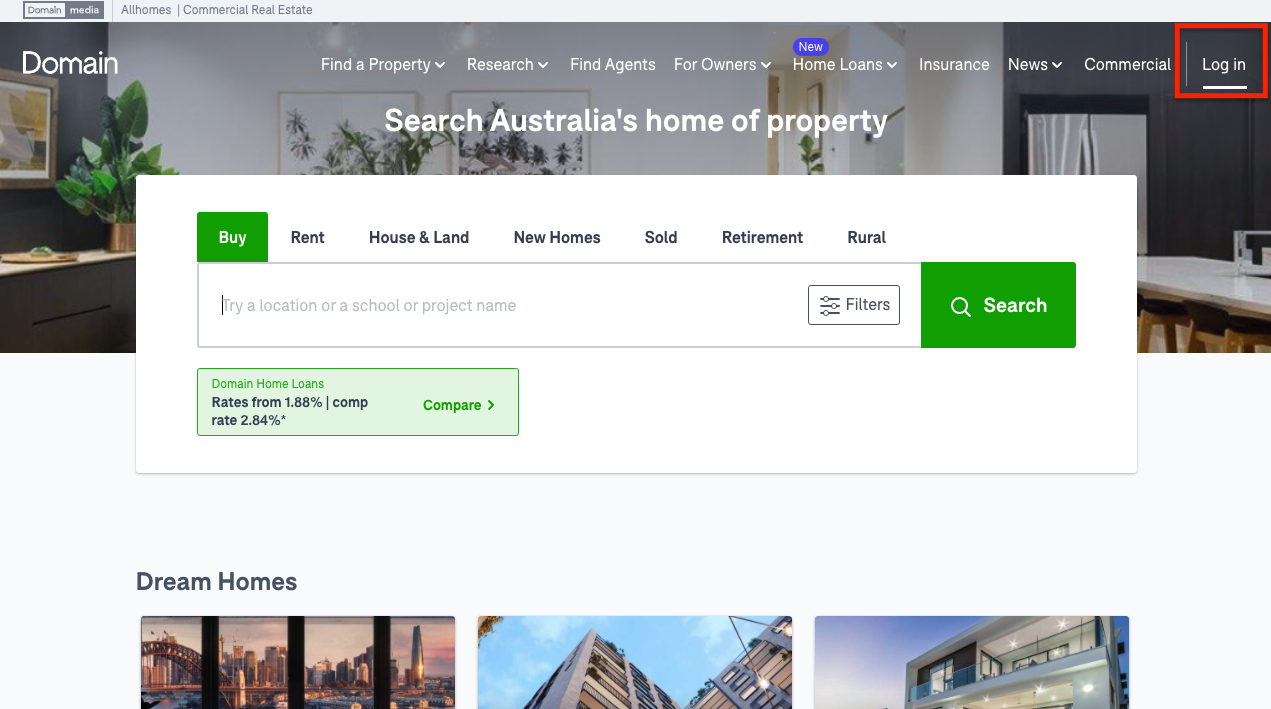 Domain media Allhomes | Commercial Real Estate
New
Domain Find a Property Research Find Agents For Owners Home Loans Insurance News Commercial Log in
Search Australia's home of property
Buy Rent House & Land New Homes Sold Retirement Rural
Try a location or a school or project name Filters Search
Domain Home Loans
Rates from 1.88% | comp
rate 2.84%*
Compare
Dream Homes